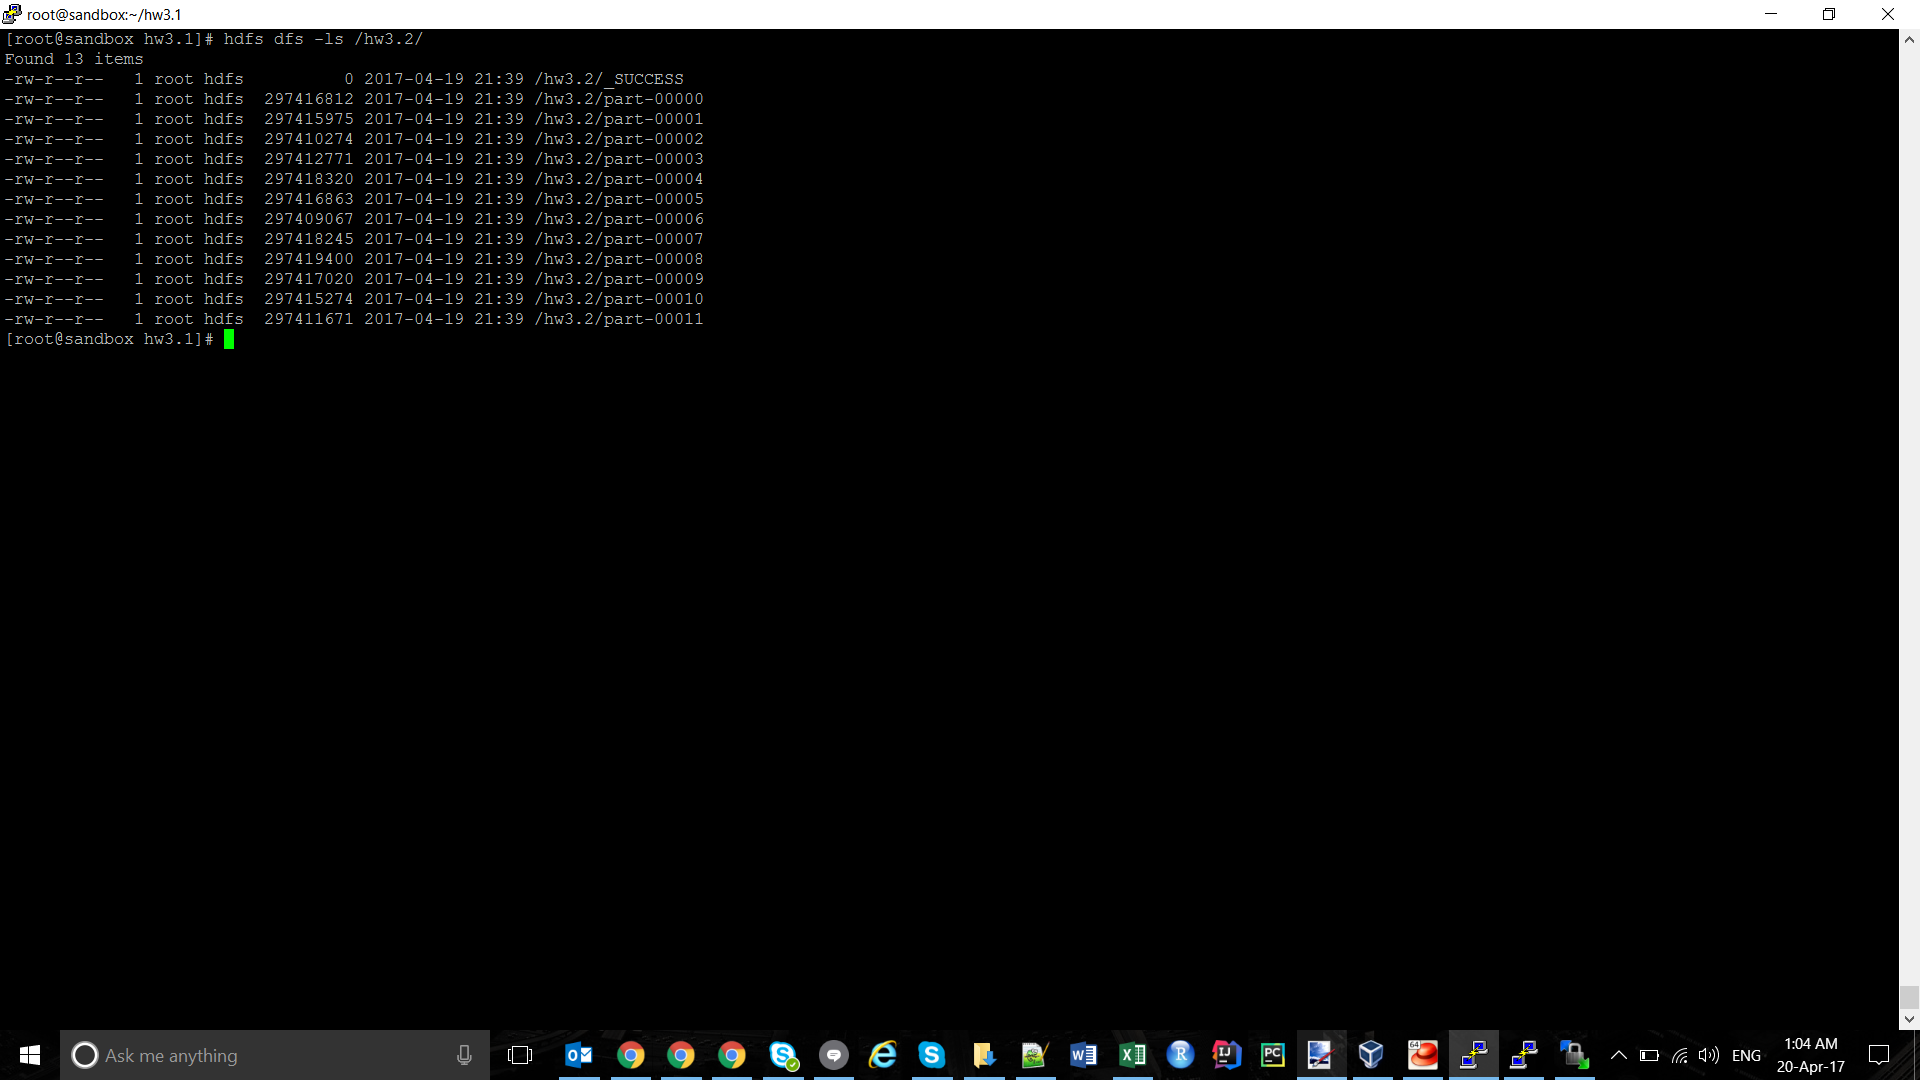 root@sandbox:~/hw3.1
[root@sandbox hw3.1]# hdfs dfs -ls /hw3.2/
Found 13 items
-rw-r--r--   1 root hdfs          0 2017-04-19 21:39 /hw3.2/_SUCCESS
-rw-r--r--   1 root hdfs  297416812 2017-04-19 21:39 /hw3.2/part-00000
-rw-r--r--   1 root hdfs  297415975 2017-04-19 21:39 /hw3.2/part-00001
-rw-r--r--   1 root hdfs  297410274 2017-04-19 21:39 /hw3.2/part-00002
-rw-r--r--   1 root hdfs  297412771 2017-04-19 21:39 /hw3.2/part-00003
-rw-r--r--   1 root hdfs  297418320 2017-04-19 21:39 /hw3.2/part-00004
-rw-r--r--   1 root hdfs  297416863 2017-04-19 21:39 /hw3.2/part-00005
-rw-r--r--   1 root hdfs  297409067 2017-04-19 21:39 /hw3.2/part-00006
-rw-r--r--   1 root hdfs  297418245 2017-04-19 21:39 /hw3.2/part-00007
-rw-r--r--   1 root hdfs  297419400 2017-04-19 21:39 /hw3.2/part-00008
-rw-r--r--   1 root hdfs  297417020 2017-04-19 21:39 /hw3.2/part-00009
-rw-r--r--   1 root hdfs  297415274 2017-04-19 21:39 /hw3.2/part-00010
-rw-r--r--   1 root hdfs  297411671 2017-04-19 21:39 /hw3.2/part-00011
[root@sandbox hw3.1]#
Ask me anything
ENG
1:04 AM
20-Apr-17